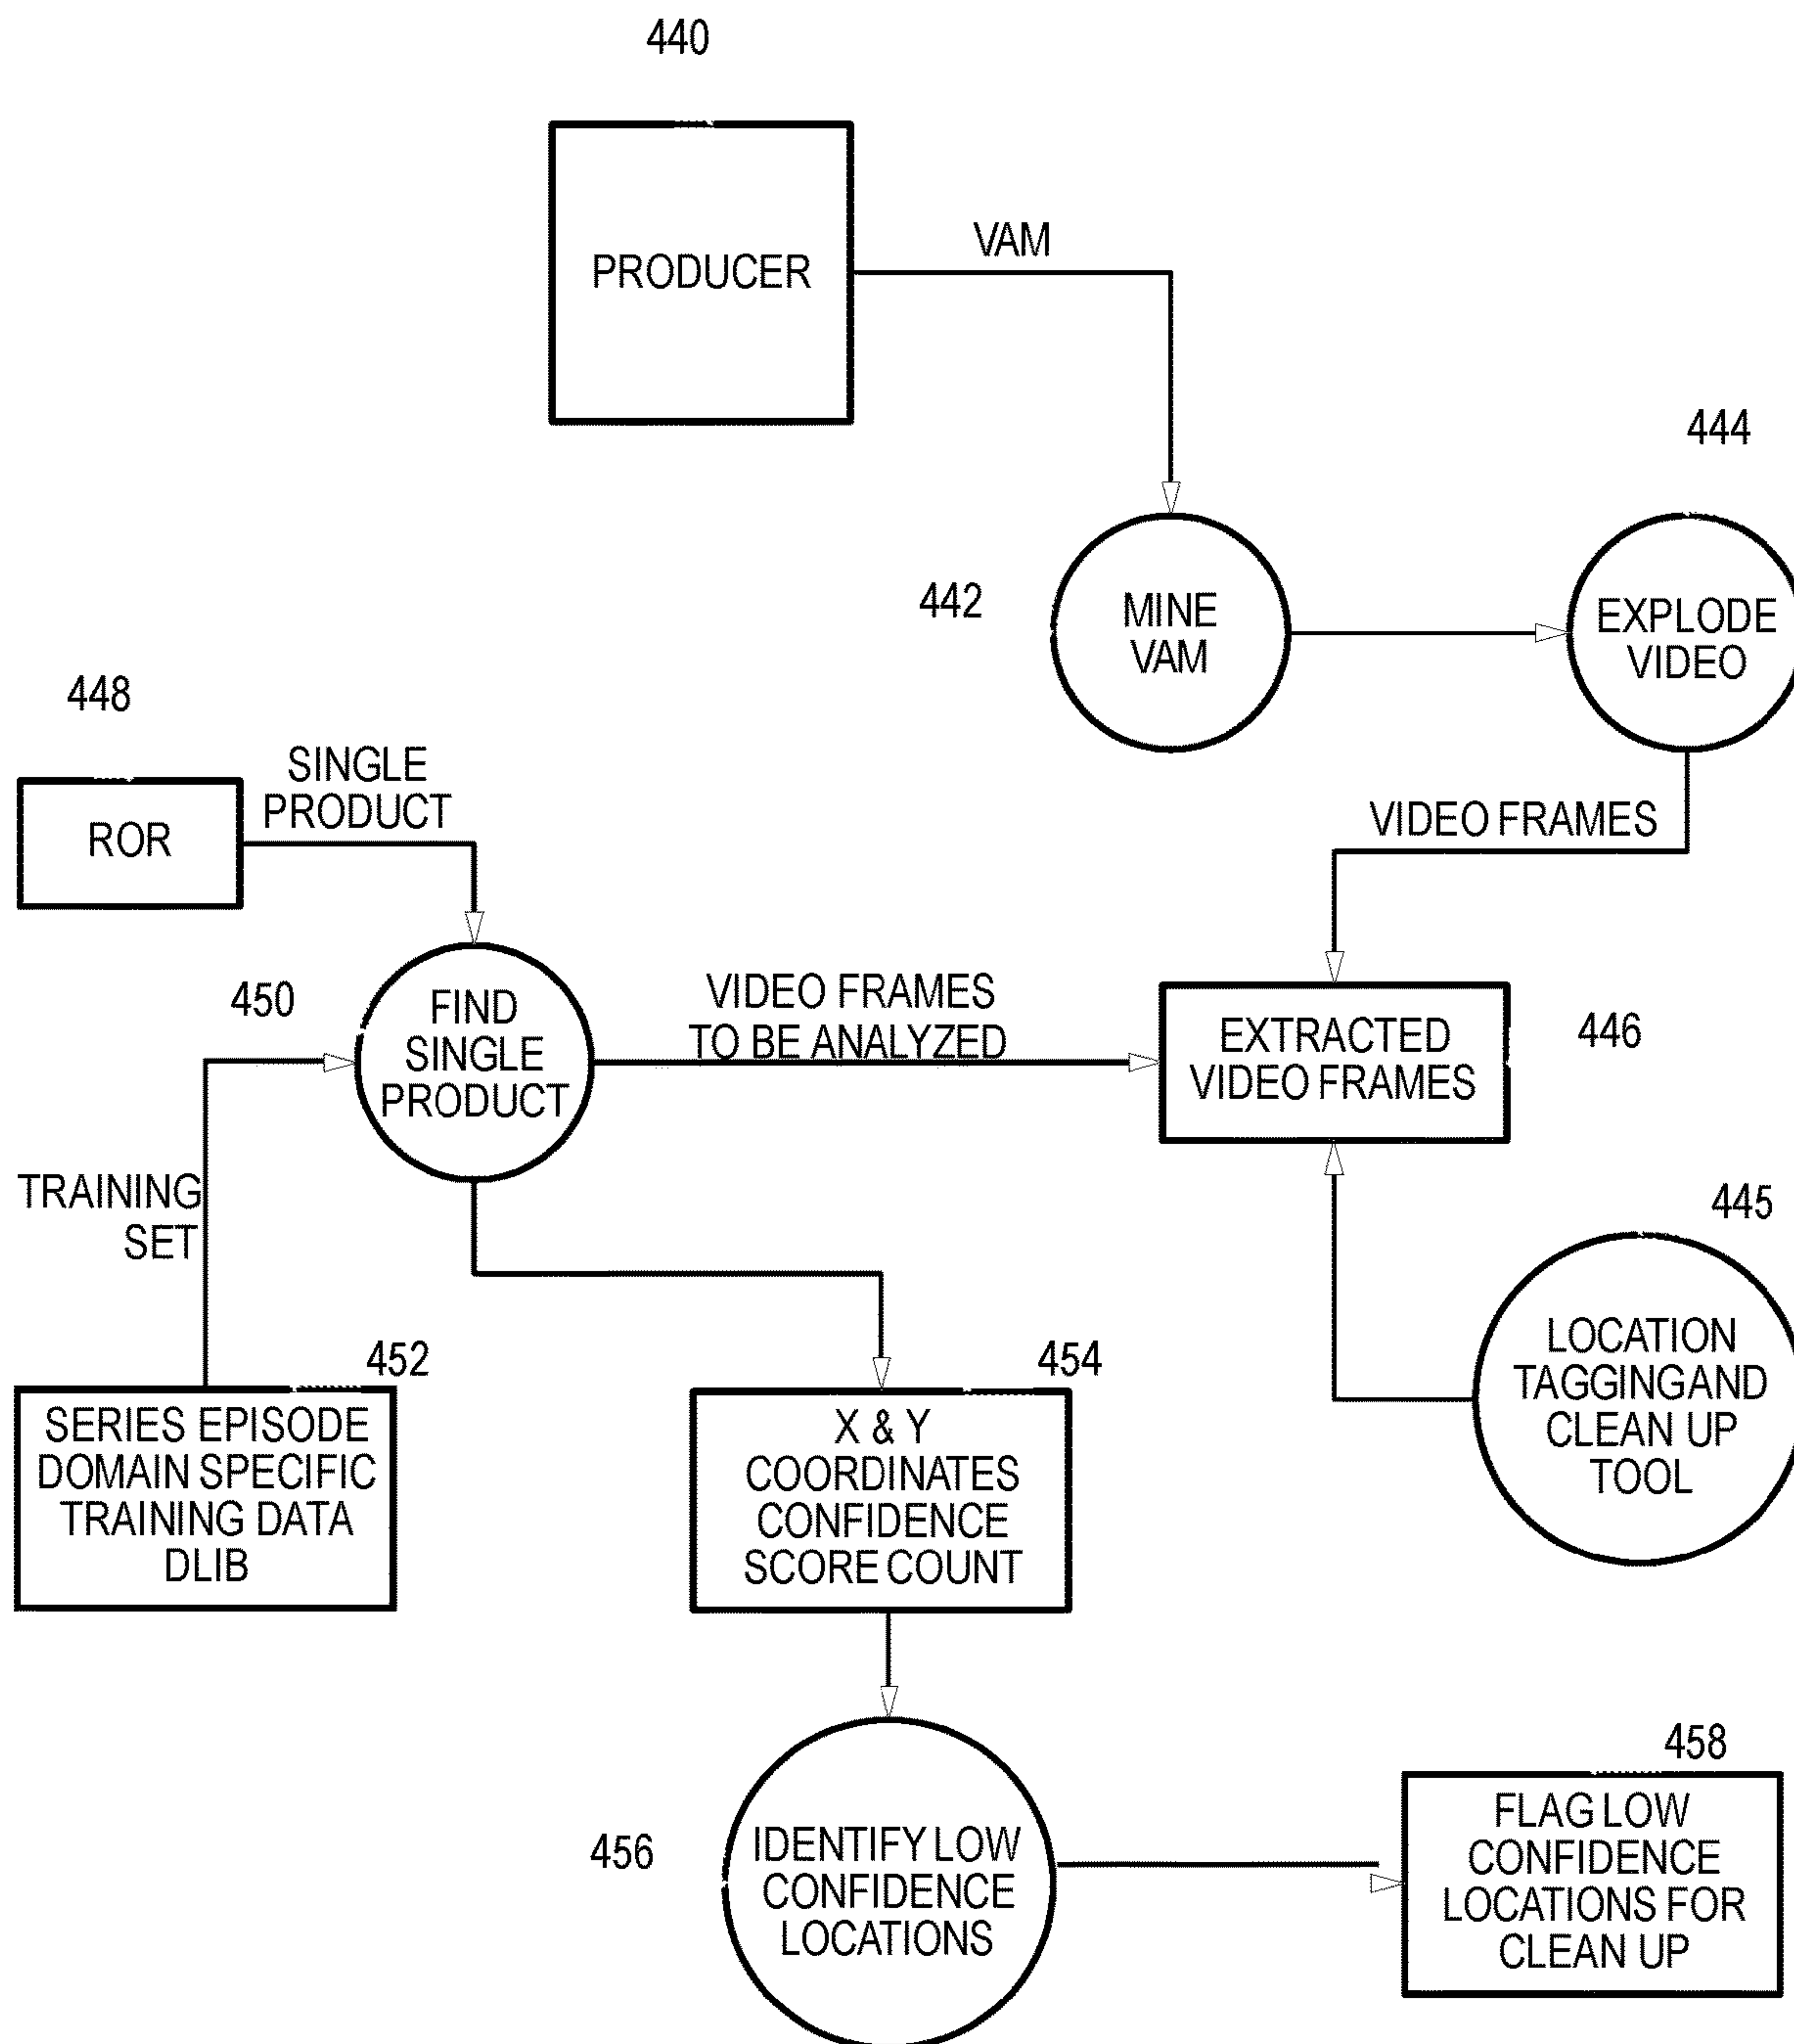 440
PRODUCER
VAM
444
442
MINE
VAM
EXPLODE
VIDEO
448
SINGLE
PRODUCT
ROR
VIDEO FRAMES
450
FIND
SINGLE
PRODUCT
VIDEO FRAMES
TO BE ANALYZED
EXTRACTED
VIDEO FRAMES
446
TRAINING
SET
445
LOCATION
TAGGINGAND
CLEAN UP
TOOL
452
SERIES EPISODE
DOMAIN SPECIFIC
TRAINING DATA
DLIB
454
X & Y
COORDINATES
CONFIDENCE
SCORE COUNT
456
IDENTIFY LOW
CONFIDENCE
LOCATIONS
458
FLAG LOW
CONFIDENCE
LOCATIONS FOR
CLEAN UP